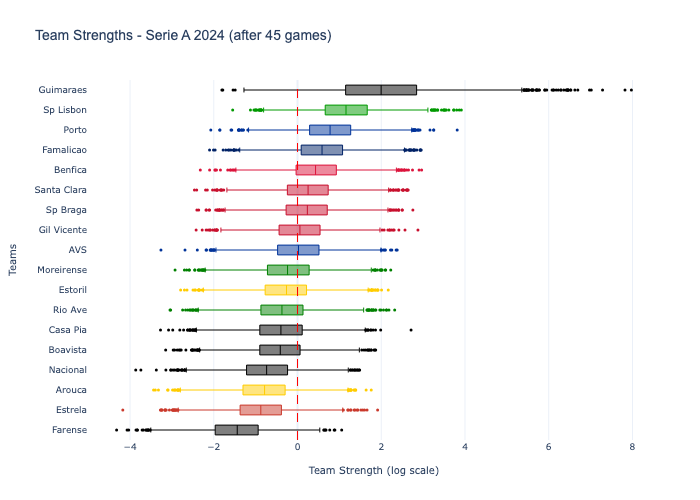 Team Strengths - Serie A 2024 (after 45 games)
Guimaraes
Sp Lisbon
Porto
Famalicao
Benfica
Santa Clara
Sp Braga
Gil Vicente
AVS
Moreirense
Estoril
Rio Ave
Casa Pia
Boavista
Nacional
Arouca
Estrela
Farense
Teams
−4 −2 0 2 4 6 8
Team Strength (log scale)